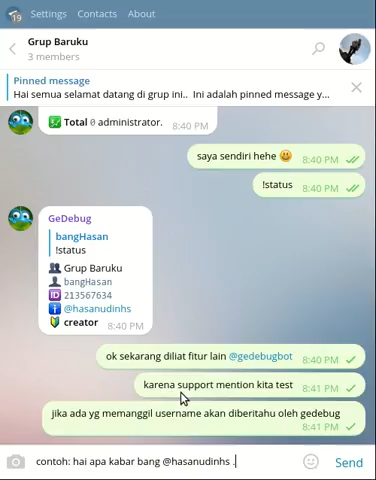 19 Settings Contacts About
Grup Baruku
3 members
Pinned message
Hai semua selamat datang di grup ini.. Ini adalah pinned message y...
Total 0 administrator. 8:40 PM
saya sendiri hehe 😃 8:40 PM
!status 8:40 PM
GeDebug
bangHasan
!status
Grup Baruku
bangHasan
ID 213567634
@hasanudinhs
creator 8:40 PM
ok sekarang diliat fitur lain @gedebugbot 8:40 PM
karena support mention kita test 8:41 PM
jika ada yg memanggil username akan diberitahu oleh gedebug
8:41 PM
contoh: hai apa kabar bang @hasanudinhs . Send